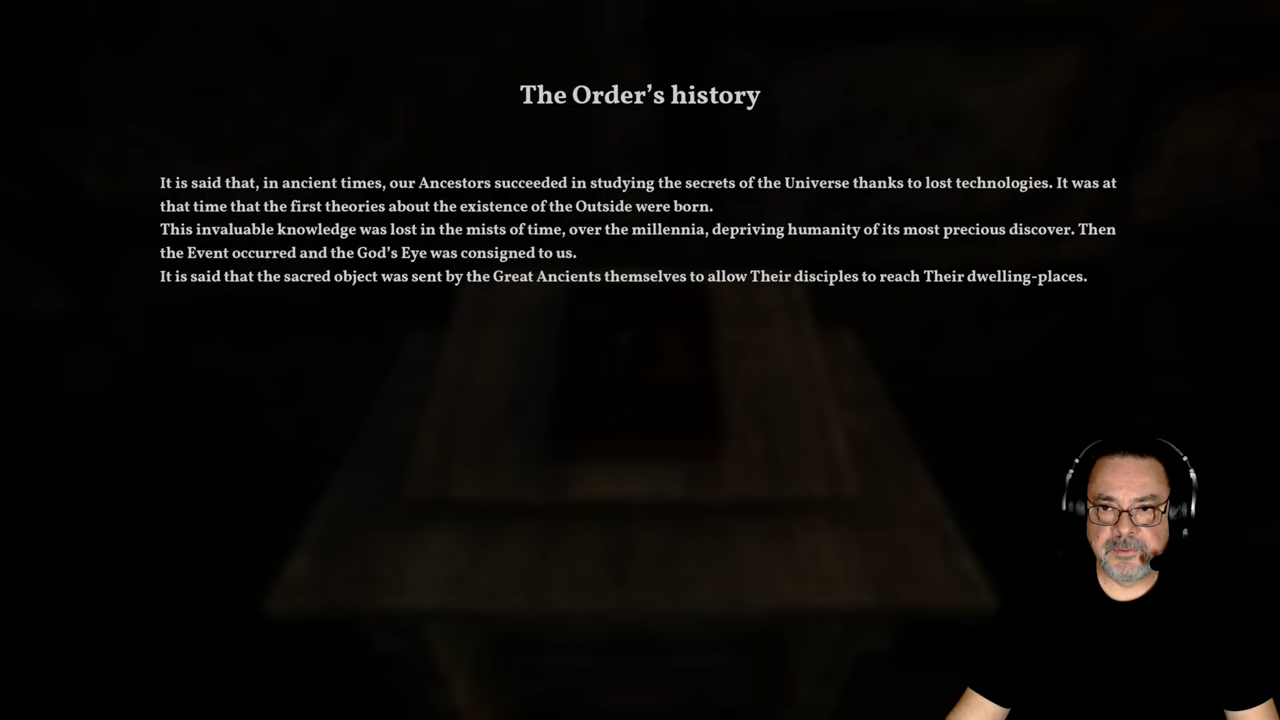 The Order’s history
It is said that, in ancient times, our Ancestors succeeded in studying the secrets of the Universe thanks to lost technologies. It was at
that time that the first theories about the existence of the Outside were born.
This invaluable knowledge was lost in the mists of time, over the millennia, depriving humanity of its most precious discover. Then
the Event occurred and the God’s Eye was consigned to us.
It is said that the sacred object was sent by the Great Ancients themselves to allow Their disciples to reach Their dwelling-places.